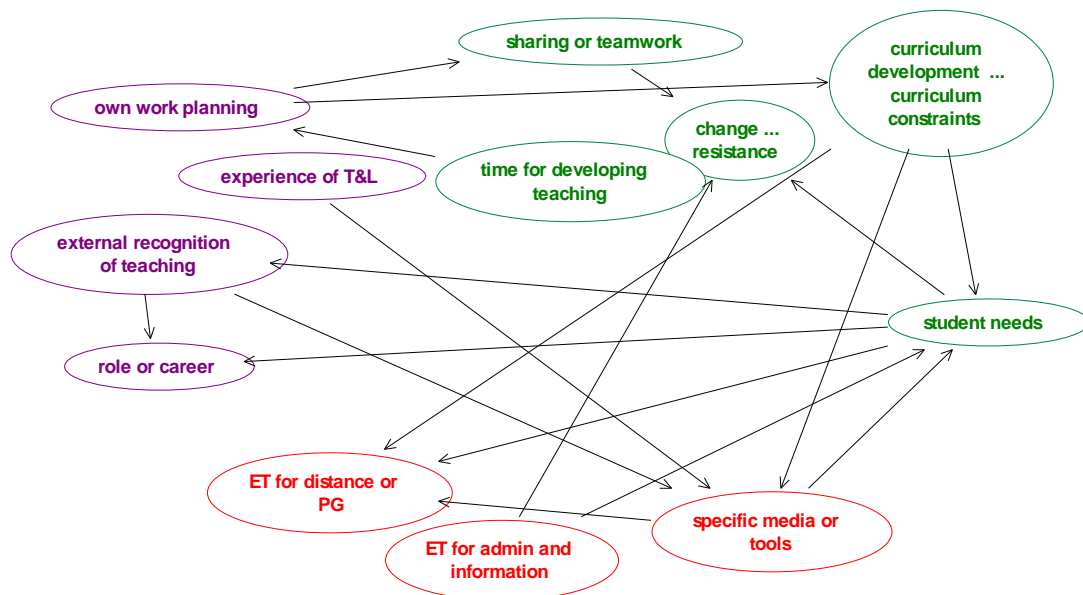 sharing or teamwork
curriculum
development ...
curriculum
constraints
own work planning
change ...
resistance
experience of T&L
time for developing
teaching
external recognition
of teaching
student needs
role or career
ET for distance or
PG
specific media or
tools
ET for admin and
information